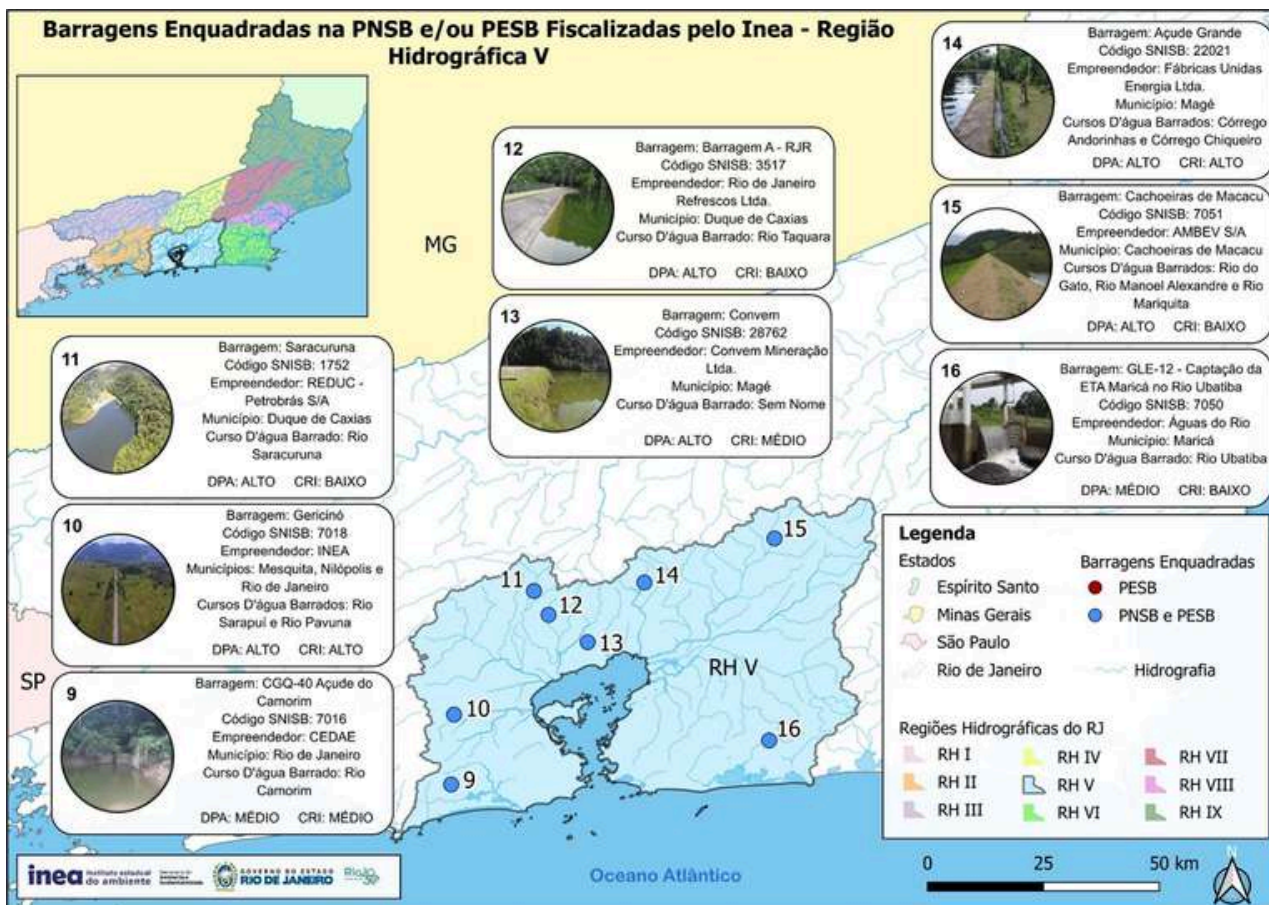 Barragens Enquadradas na PNSB e/ou PESB Fiscalizadas pelo Inea - Região
Hidrográfica V
MG
SP
11
Barragem: Saracuruna
Código SNISB: 1752
Empreendedor: REDUC -
Petrobrás S/A
Município: Duque de Caxias
Curso D'água Barrado: Rio
Saracuruna
DPA: ALTO CRI: BAIXO
10
Barragem: Gericinó
Código SNISB: 7018
Empreendedor: INEA
Municípios: Mesquita, Nilópolis e
Rio de Janeiro
Cursos D'água Barrados: Rio
Sarapuí e Rio Pavuna
DPA: ALTO CRI: ALTO
9
Barragem: CGQ-40 Açude do
Camorim
Código SNISB: 7016
Empreendedor: CEDAE
Município: Rio de Janeiro
Curso D'água Barrado: Rio
Camorim
DPA: MÉDIO CRI: MÉDIO
12
Barragem: Barragem A - RJR
Código SNISB: 3517
Empreendedor: Rio de Janeiro
Refrescos Ltda.
Município: Duque de Caxias
Curso D'água Barrado: Rio Taquara
DPA: ALTO CRI: BAIXO
13
Barragem: Convem
Código SNISB: 28762
Empreendedor: Convem Mineração
Ltda.
Município: Magé
Curso D'água Barrado: Sem Nome
DPA: ALTO CRI: MÉDIO
14
Barragem: Açude Grande
Código SNISB: 22021
Empreendedor: Fábricas Unidas
Energia Ltda.
Município: Magé
Cursos D'água Barrados: Córrego
Andorinhas e Córrego Chiqueiro
DPA: ALTO CRI: ALTO
15
Barragem: Cachoeiras de Macacu
Código SNISB: 7051
Empreendedor: AMBEV S/A
Município: Cachoeiras de Macacu
Cursos D'água Barrados: Rio do
Gato, Rio Manoel Alexandre e Rio
Mariquita
DPA: ALTO CRI: BAIXO
16
Barragem: GLE-12 - Captação da
ETA Maricá no Rio Ubatiba
Código SNISB: 7050
Empreendedor: Águas do Rio
Município: Maricá
Curso D'água Barrado: Rio Ubatiba
DPA: MÉDIO CRI: BAIXO
15
14
11
12
13
RH V
10
16
9
Oceano Atlântico
Legenda
Estados
Espírito Santo
Minas Gerais
São Paulo
Rio de Janeiro
Barragens Enquadradas
PESB
PNSB e PESB
Hidrografia
Regiões Hidrográficas do RJ
RH I
RH II
RH III
RH IV
RH V
RH VI
RH VII
RH VIII
RH IX
0 25 50 km
N
inea instituto estadual
do ambiente
GOVERNO DO ESTADO
RIO DE JANEIRO